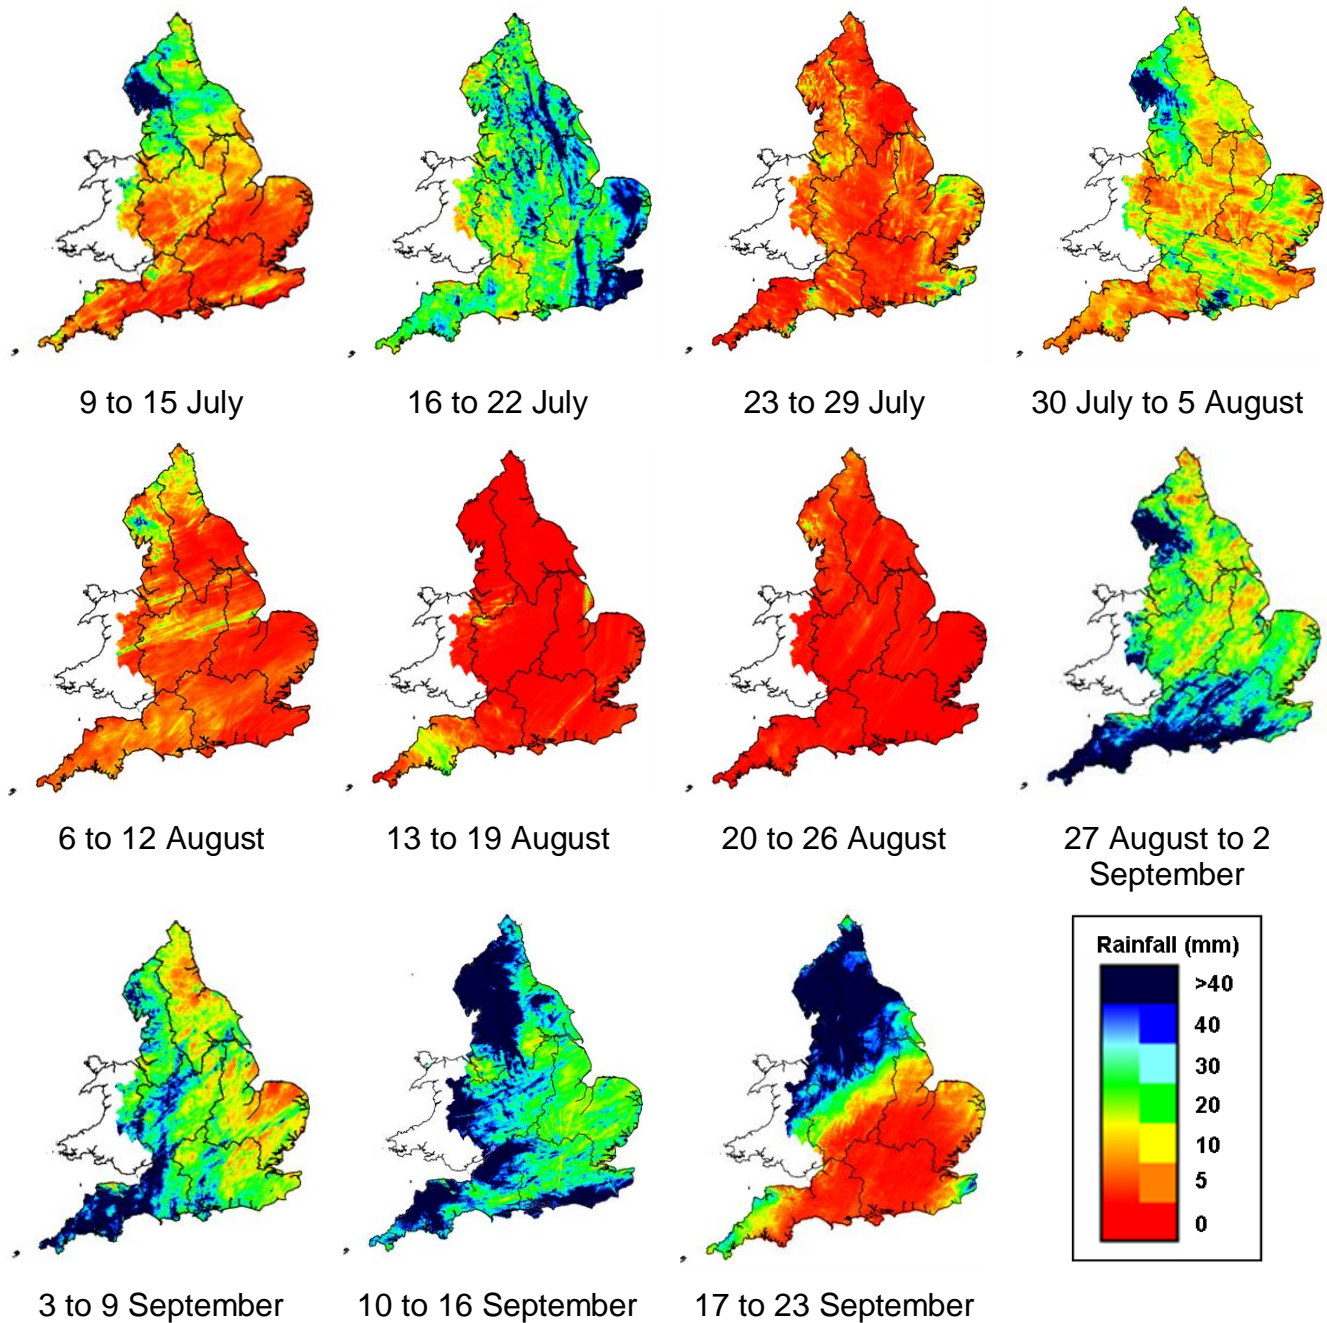 9 to 15 July
16 to 22 July
23 to 29 July
30 July to 5 August
6 to 12 August
13 to 19 August
20 to 26 August
27 August to 2
September
Rainfall (mm)
>40
40
30
20
10
5
0
3 to 9 September
10 to 16 September
17 to 23 September